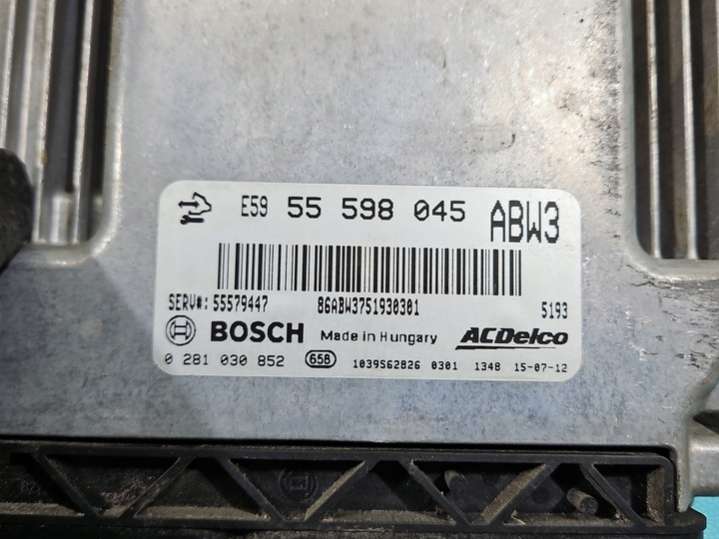 E59 55 598 045 ABW3
SERV#: 55579447 86ABW3751930301 5193
BOSCH Made in Hungary ACDelco
0 281 030 852 658 1039S62826 0301 1348 15-07-12